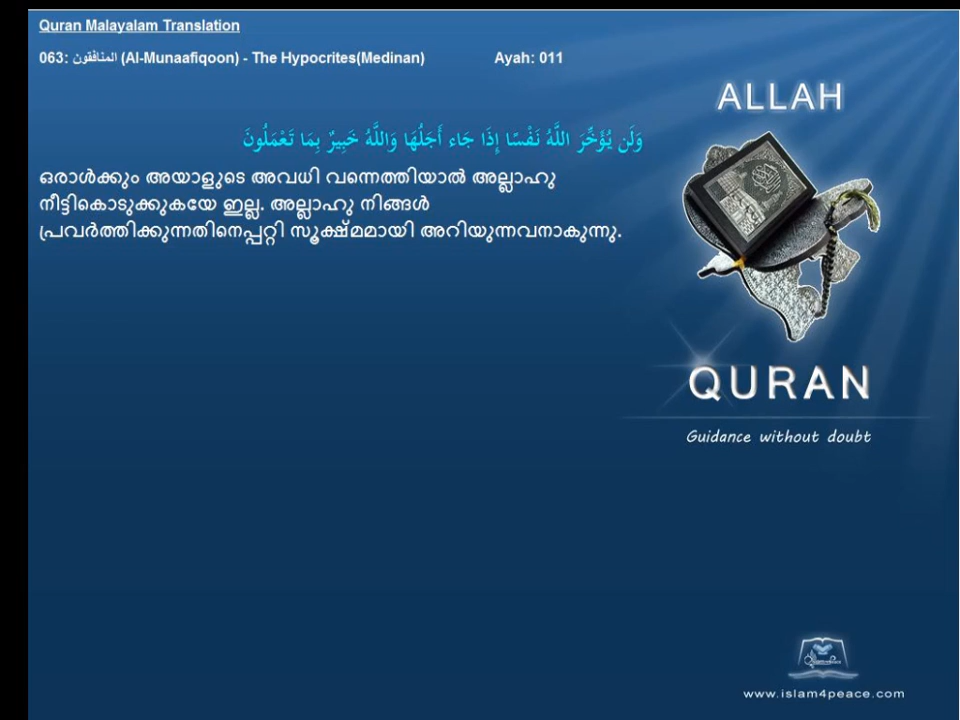 Quran Malayalam Translation
063: المنافقون (Al-Munaafiqoon) - The Hypocrites(Medinan) Ayah: 011
ALLAH
وَلَن يُؤَخِّرَ اللَّهُ نَفْسًا إِذَا جَاء أَجَلُهَا وَاللَّهُ خَبِيرٌ بِمَا تَعْمَلُونَ
ഒരാൾക്കും അയാളുടെ അവധി വന്നെത്തിയാൽ അല്ലാഹു
നീട്ടികൊടുക്കുകയേ ഇല്ല. അല്ലാഹു നിങ്ങൾ
പ്രവർത്തിക്കുന്നതിനെപ്പറ്റി സൂക്ഷ്മമായി അറിയുന്നവനാകുന്നു.
QURAN
Guidance without doubt
www.islam4peace.com